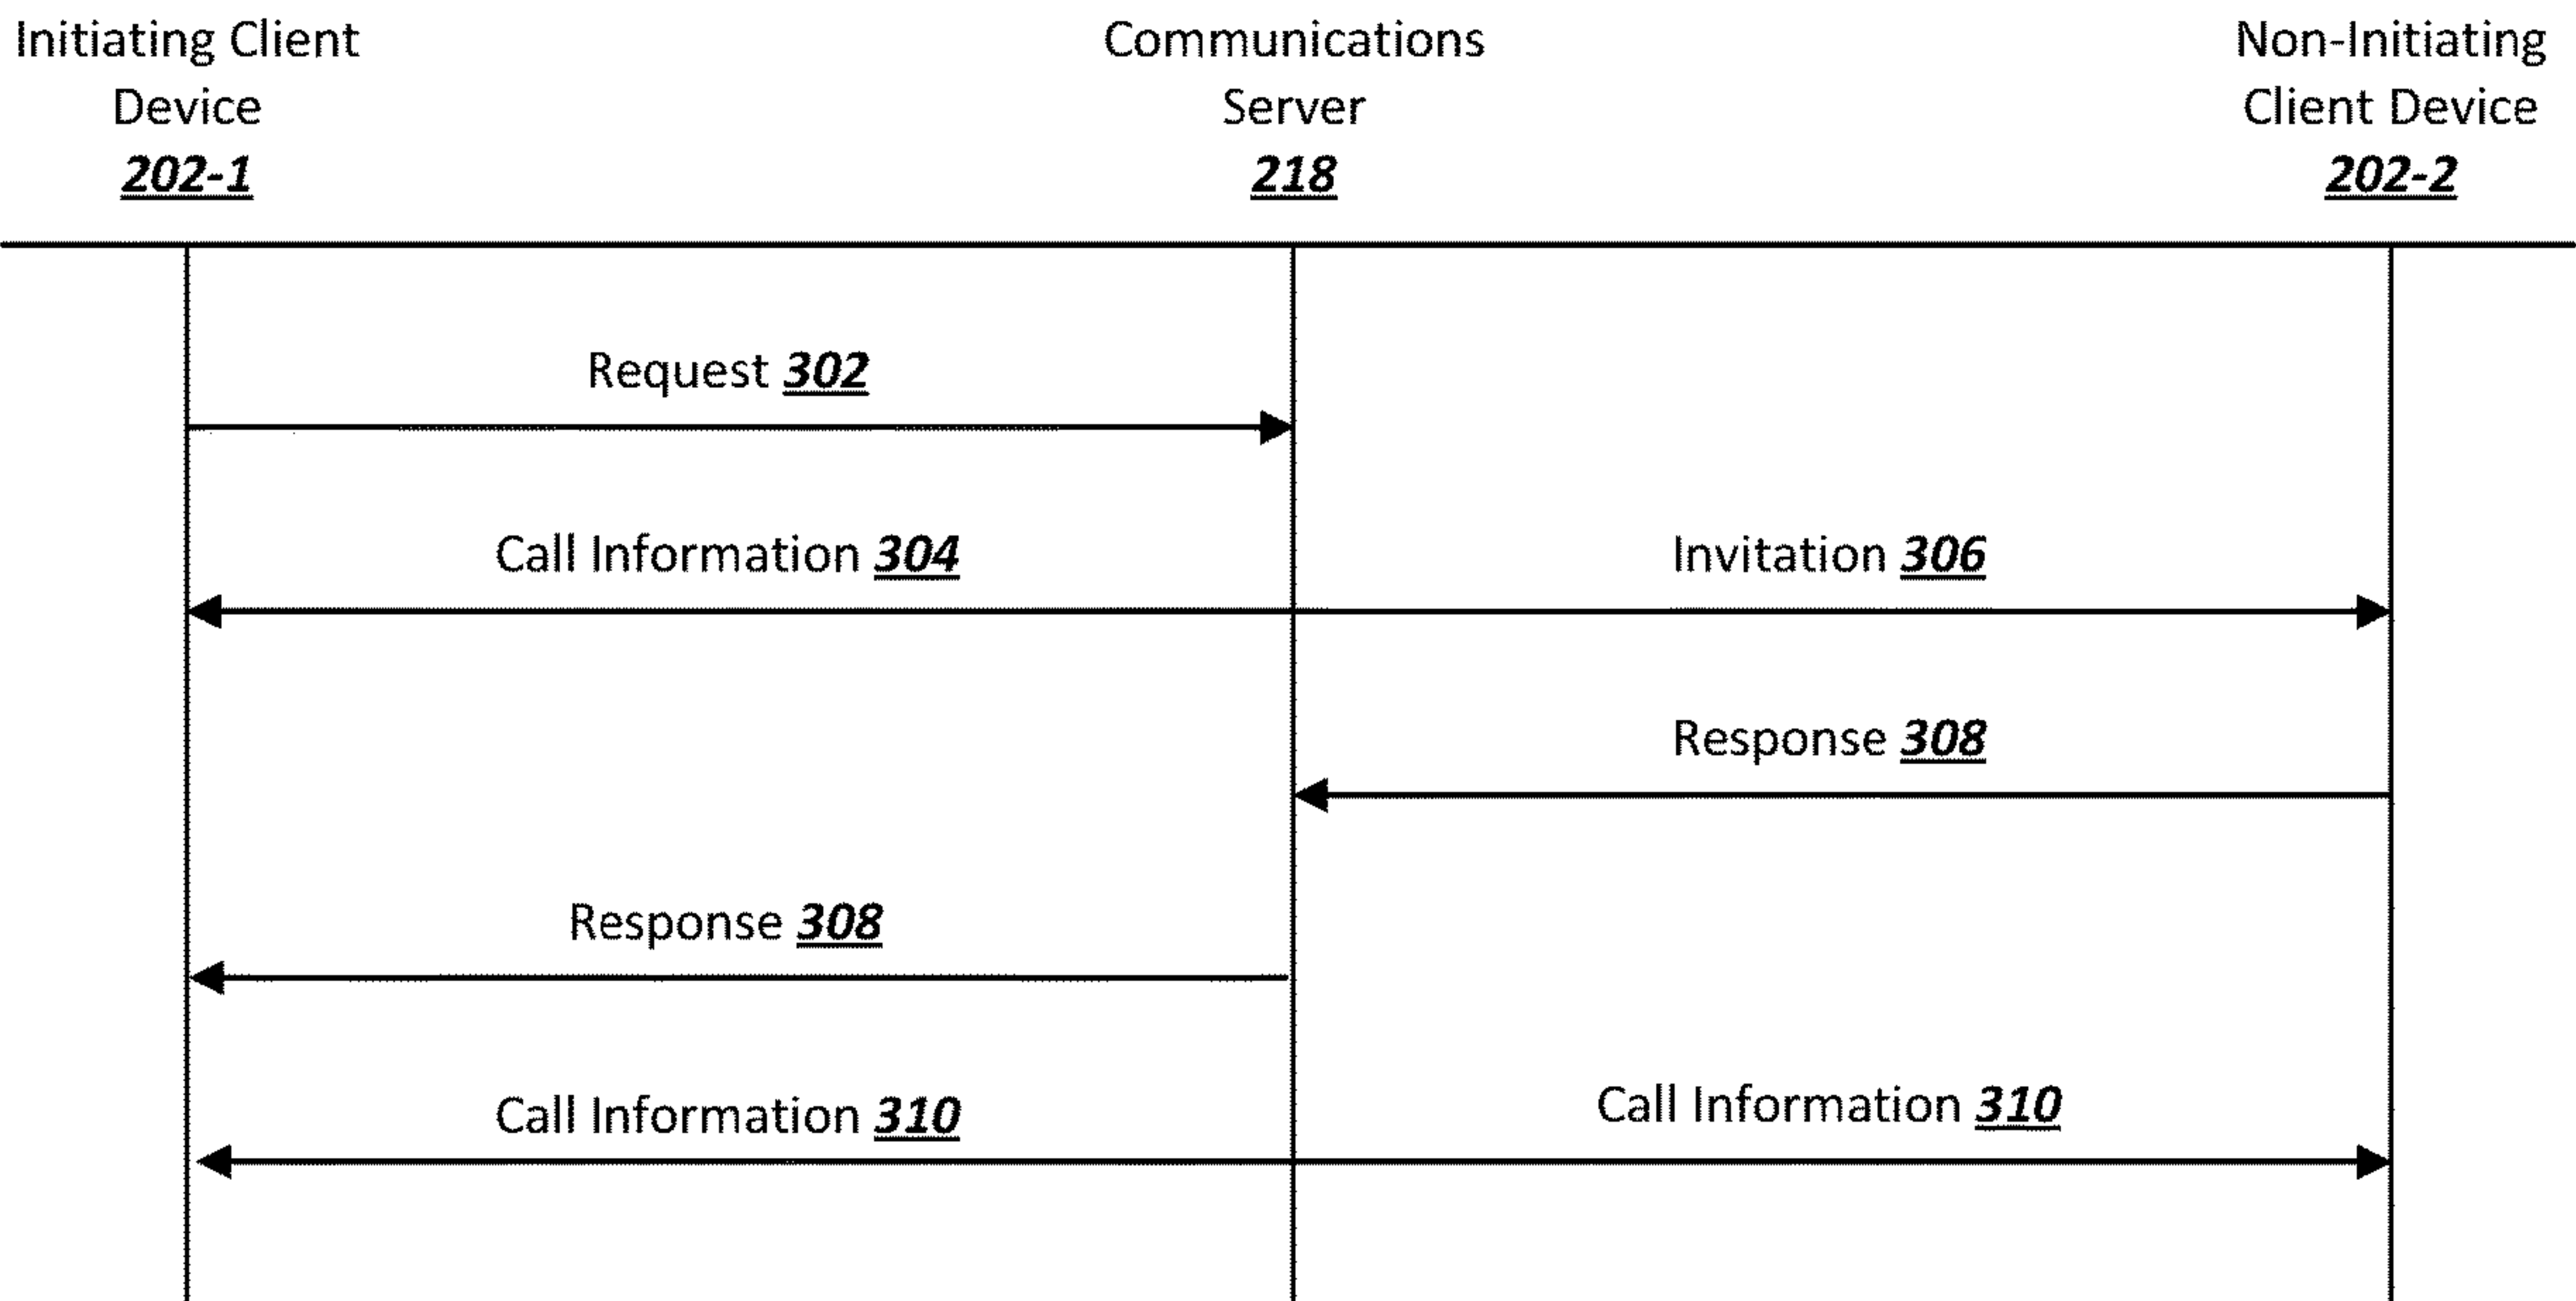 Initiating Client
Device
202-1
Communications
Server
218
Non-Initiating
Client Device
202-2
Request 302
Call Information 304
Invitation 306
Response 308
Response 308
Call Information 310
Call Information 310